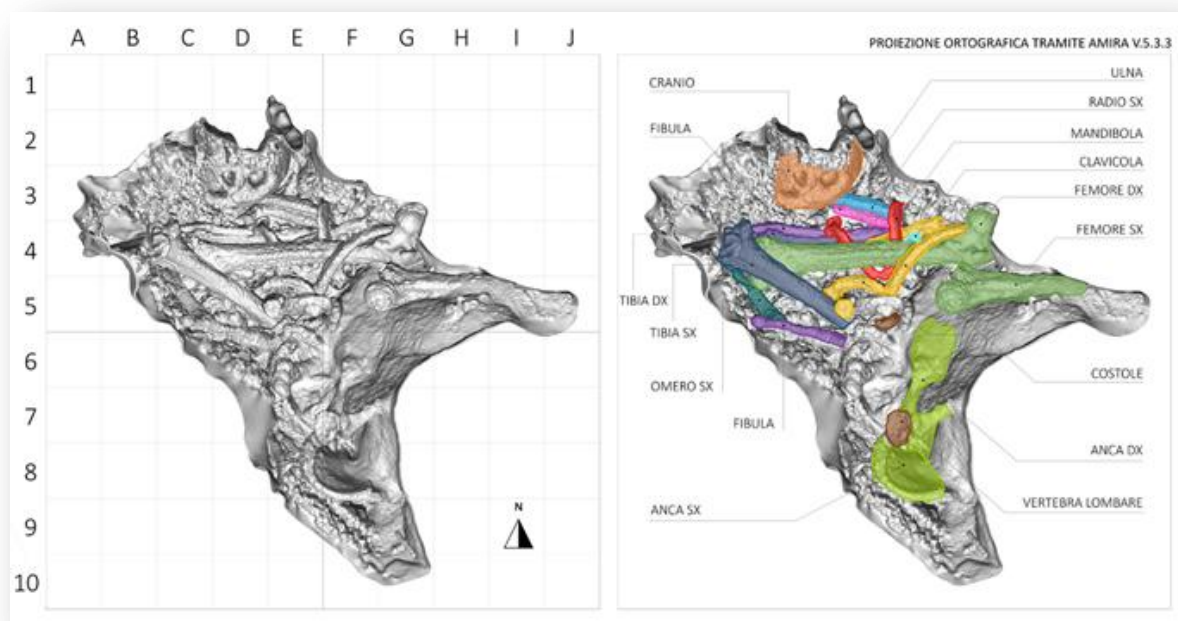 A B C D E F G H I J
1
2
3
4
5
6
7
8
9
10
N
PROIEZIONE ORTOGRAFICA TRAMITE AMIRA V.5.3.3
CRANIO
FIBULA
TIBIA DX
TIBIA SX
OMERO SX
FIBULA
ANCA SX
ULNA
RADIO SX
MANDIBOLA
CLAVICOLA
FEMORE DX
FEMORE SX
COSTOLE
ANCA DX
VERTEBRA LOMBARE